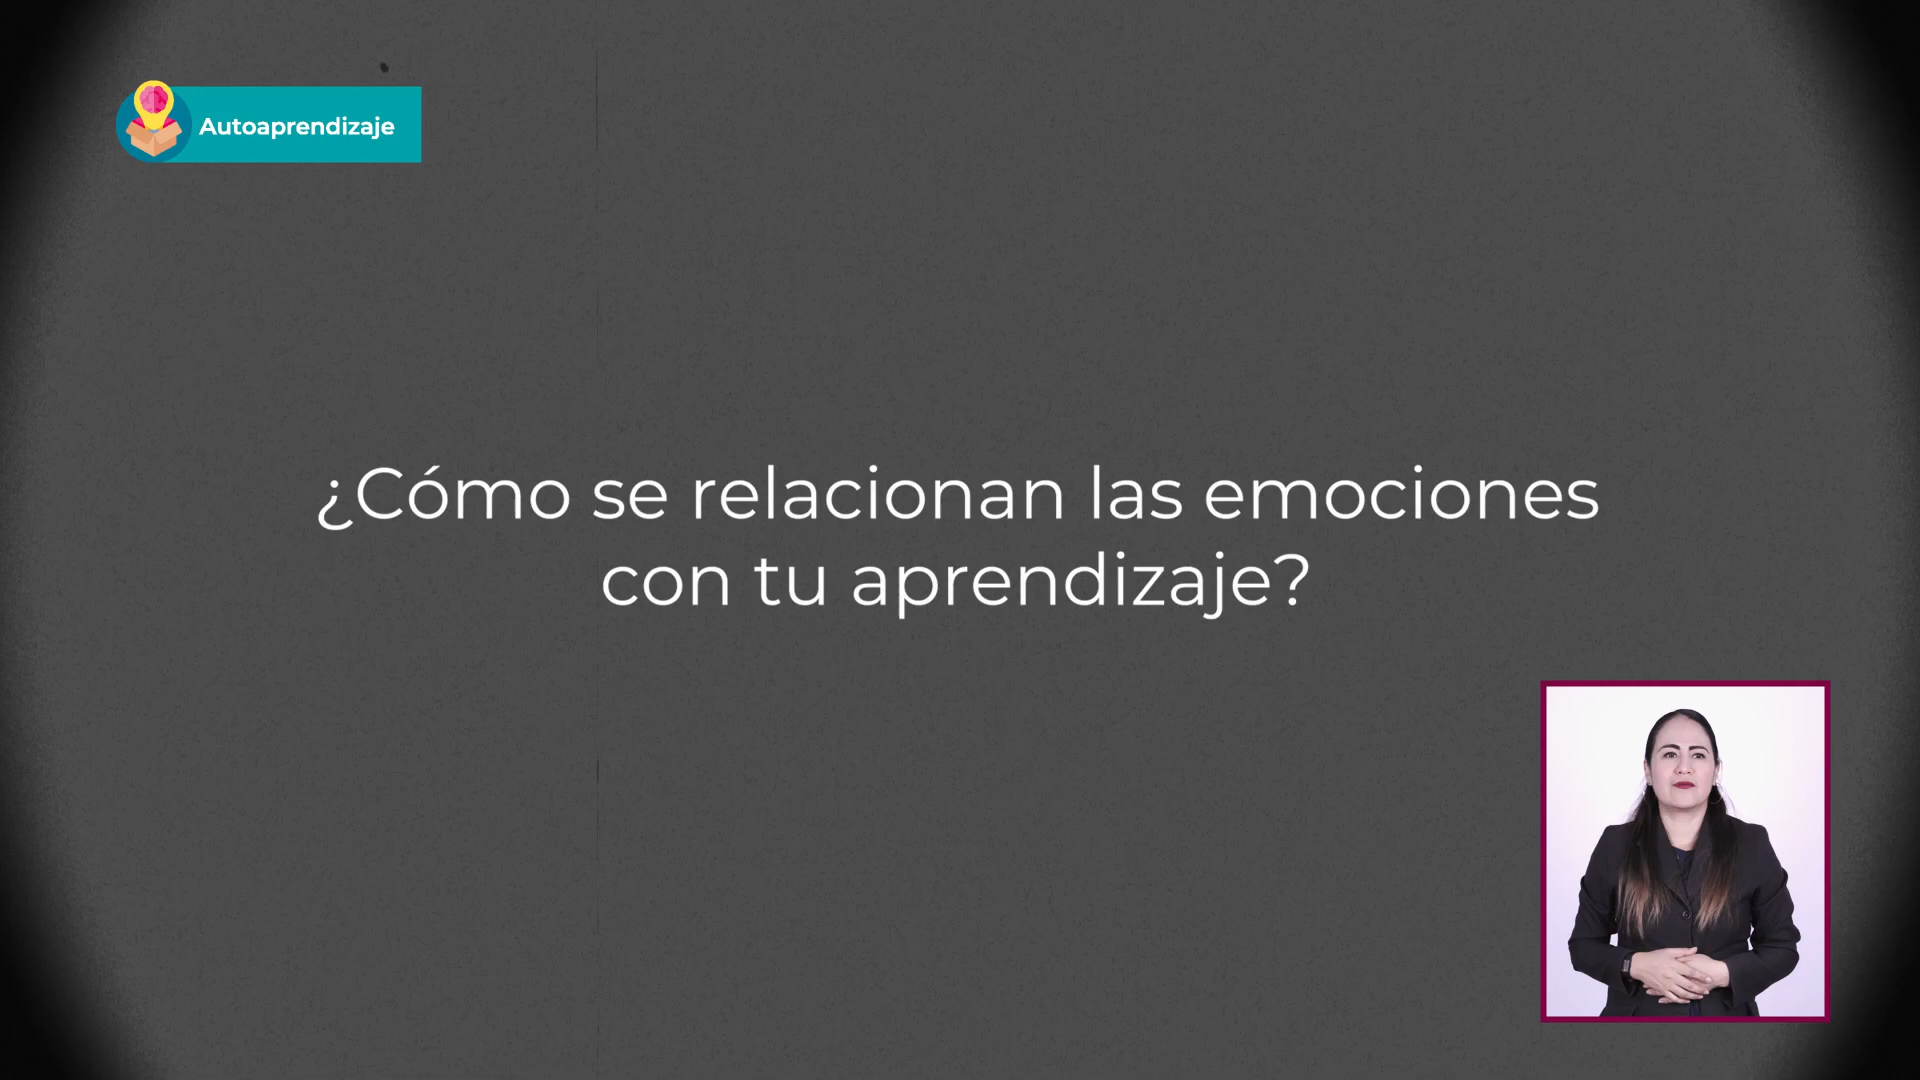 Autoaprendizaje
¿Cómo se relacionan las emociones
con tu aprendizaje?